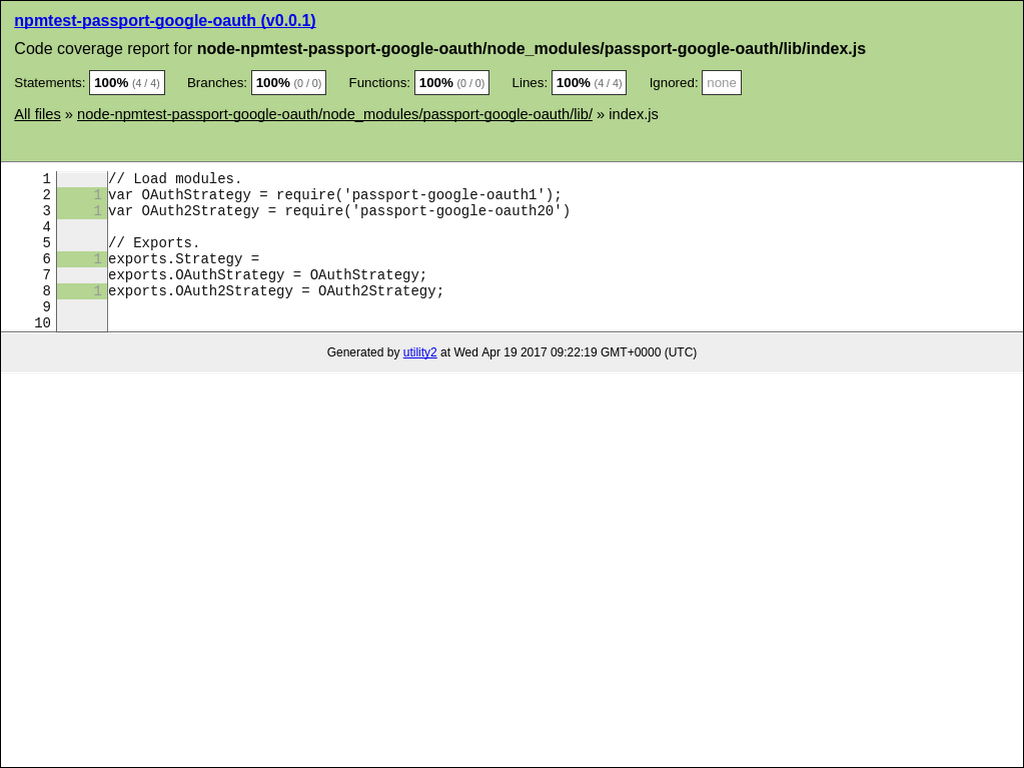 npmtest-passport-google-oauth (v0.0.1)
Code coverage report for node-npmtest-passport-google-oauth/node_modules/passport-google-oauth/lib/index.js
Statements: 100% (4 / 4) Branches: 100% (0 / 0) Functions: 100% (0 / 0) Lines: 100% (4 / 4) Ignored: none
All files » node-npmtest-passport-google-oauth/node_modules/passport-google-oauth/lib/ » index.js
1 // Load modules.
2 1 var OAuthStrategy = require('passport-google-oauth1');
3 1 var OAuth2Strategy = require('passport-google-oauth20')
4
5 // Exports.
6 1 exports.Strategy =
7 exports.OAuthStrategy = OAuthStrategy;
8 1 exports.OAuth2Strategy = OAuth2Strategy;
9
10
Generated by utility2 at Wed Apr 19 2017 09:22:19 GMT+0000 (UTC)